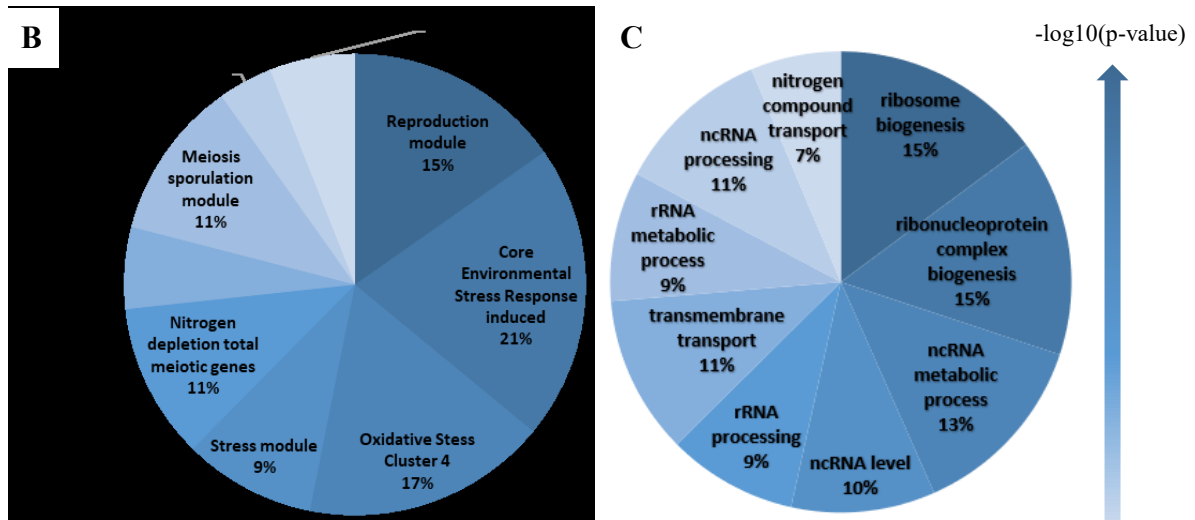 B
Reproduction
module
15%
Core
Environmental
Stress Response
induced
21%
Oxidative Stess
Cluster 4
17%
Stress module
9%
Nitrogen
depletion total
meiotic genes
11%
Meiosis
sporulation
module
11%
C
-log10(p-value)
ribosome
biogenesis
15%
ribonucleoprotein
complex
biogenesis
15%
ncRNA
metabolic
process
13%
ncRNA level
10%
rRNA
processing
9%
transmembrane
transport
11%
rRNA
metabolic
process
9%
ncRNA
processing
11%
nitrogen
compound
transport
7%